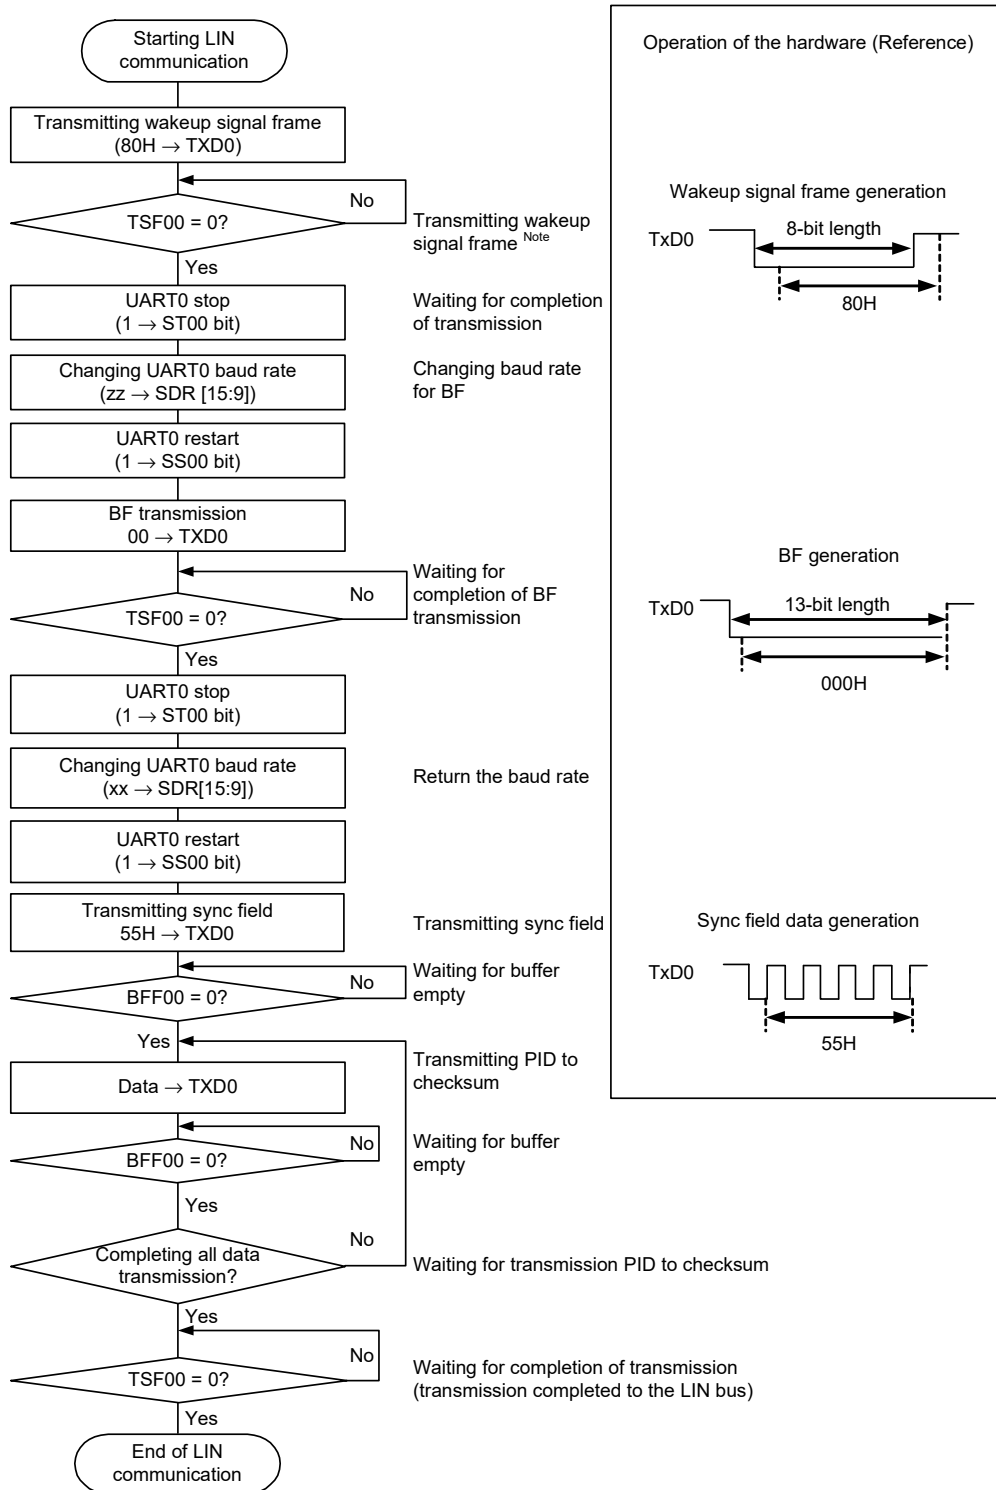 Starting LIN
communication
Transmitting wakeup signal frame
(80H → TXD0)
No
TSF00 = 0?
Transmitting wakeup
signal frame Note
Yes
UART0 stop
(1 → ST00 bit)
Waiting for completion
of transmission
Changing UART0 baud rate
(zz → SDR [15:9])
Changing baud rate
for BF
UART0 restart
(1 → SS00 bit)
BF transmission
00 → TXD0
Waiting for
completion of BF
transmission
No
TSF00 = 0?
Yes
UART0 stop
(1 → ST00 bit)
Changing UART0 baud rate
(xx → SDR[15:9])
Return the baud rate
UART0 restart
(1 → SS00 bit)
Transmitting sync field
55H → TXD0
Transmitting sync field
No
BFF00 = 0?
Waiting for buffer
empty
Yes
Transmitting PID to
checksum
Data → TXD0
No
BFF00 = 0?
Waiting for buffer
empty
Yes
No
Completing all data
transmission?
Waiting for transmission PID to checksum
Yes
No
TSF00 = 0?
Waiting for completion of transmission
(transmission completed to the LIN bus)
Yes
End of LIN
communication
Operation of the hardware (Reference)
Wakeup signal frame generation
TxD0
8-bit length
80H
BF generation
TxD0
13-bit length
000H
Sync field data generation
TxD0
55H